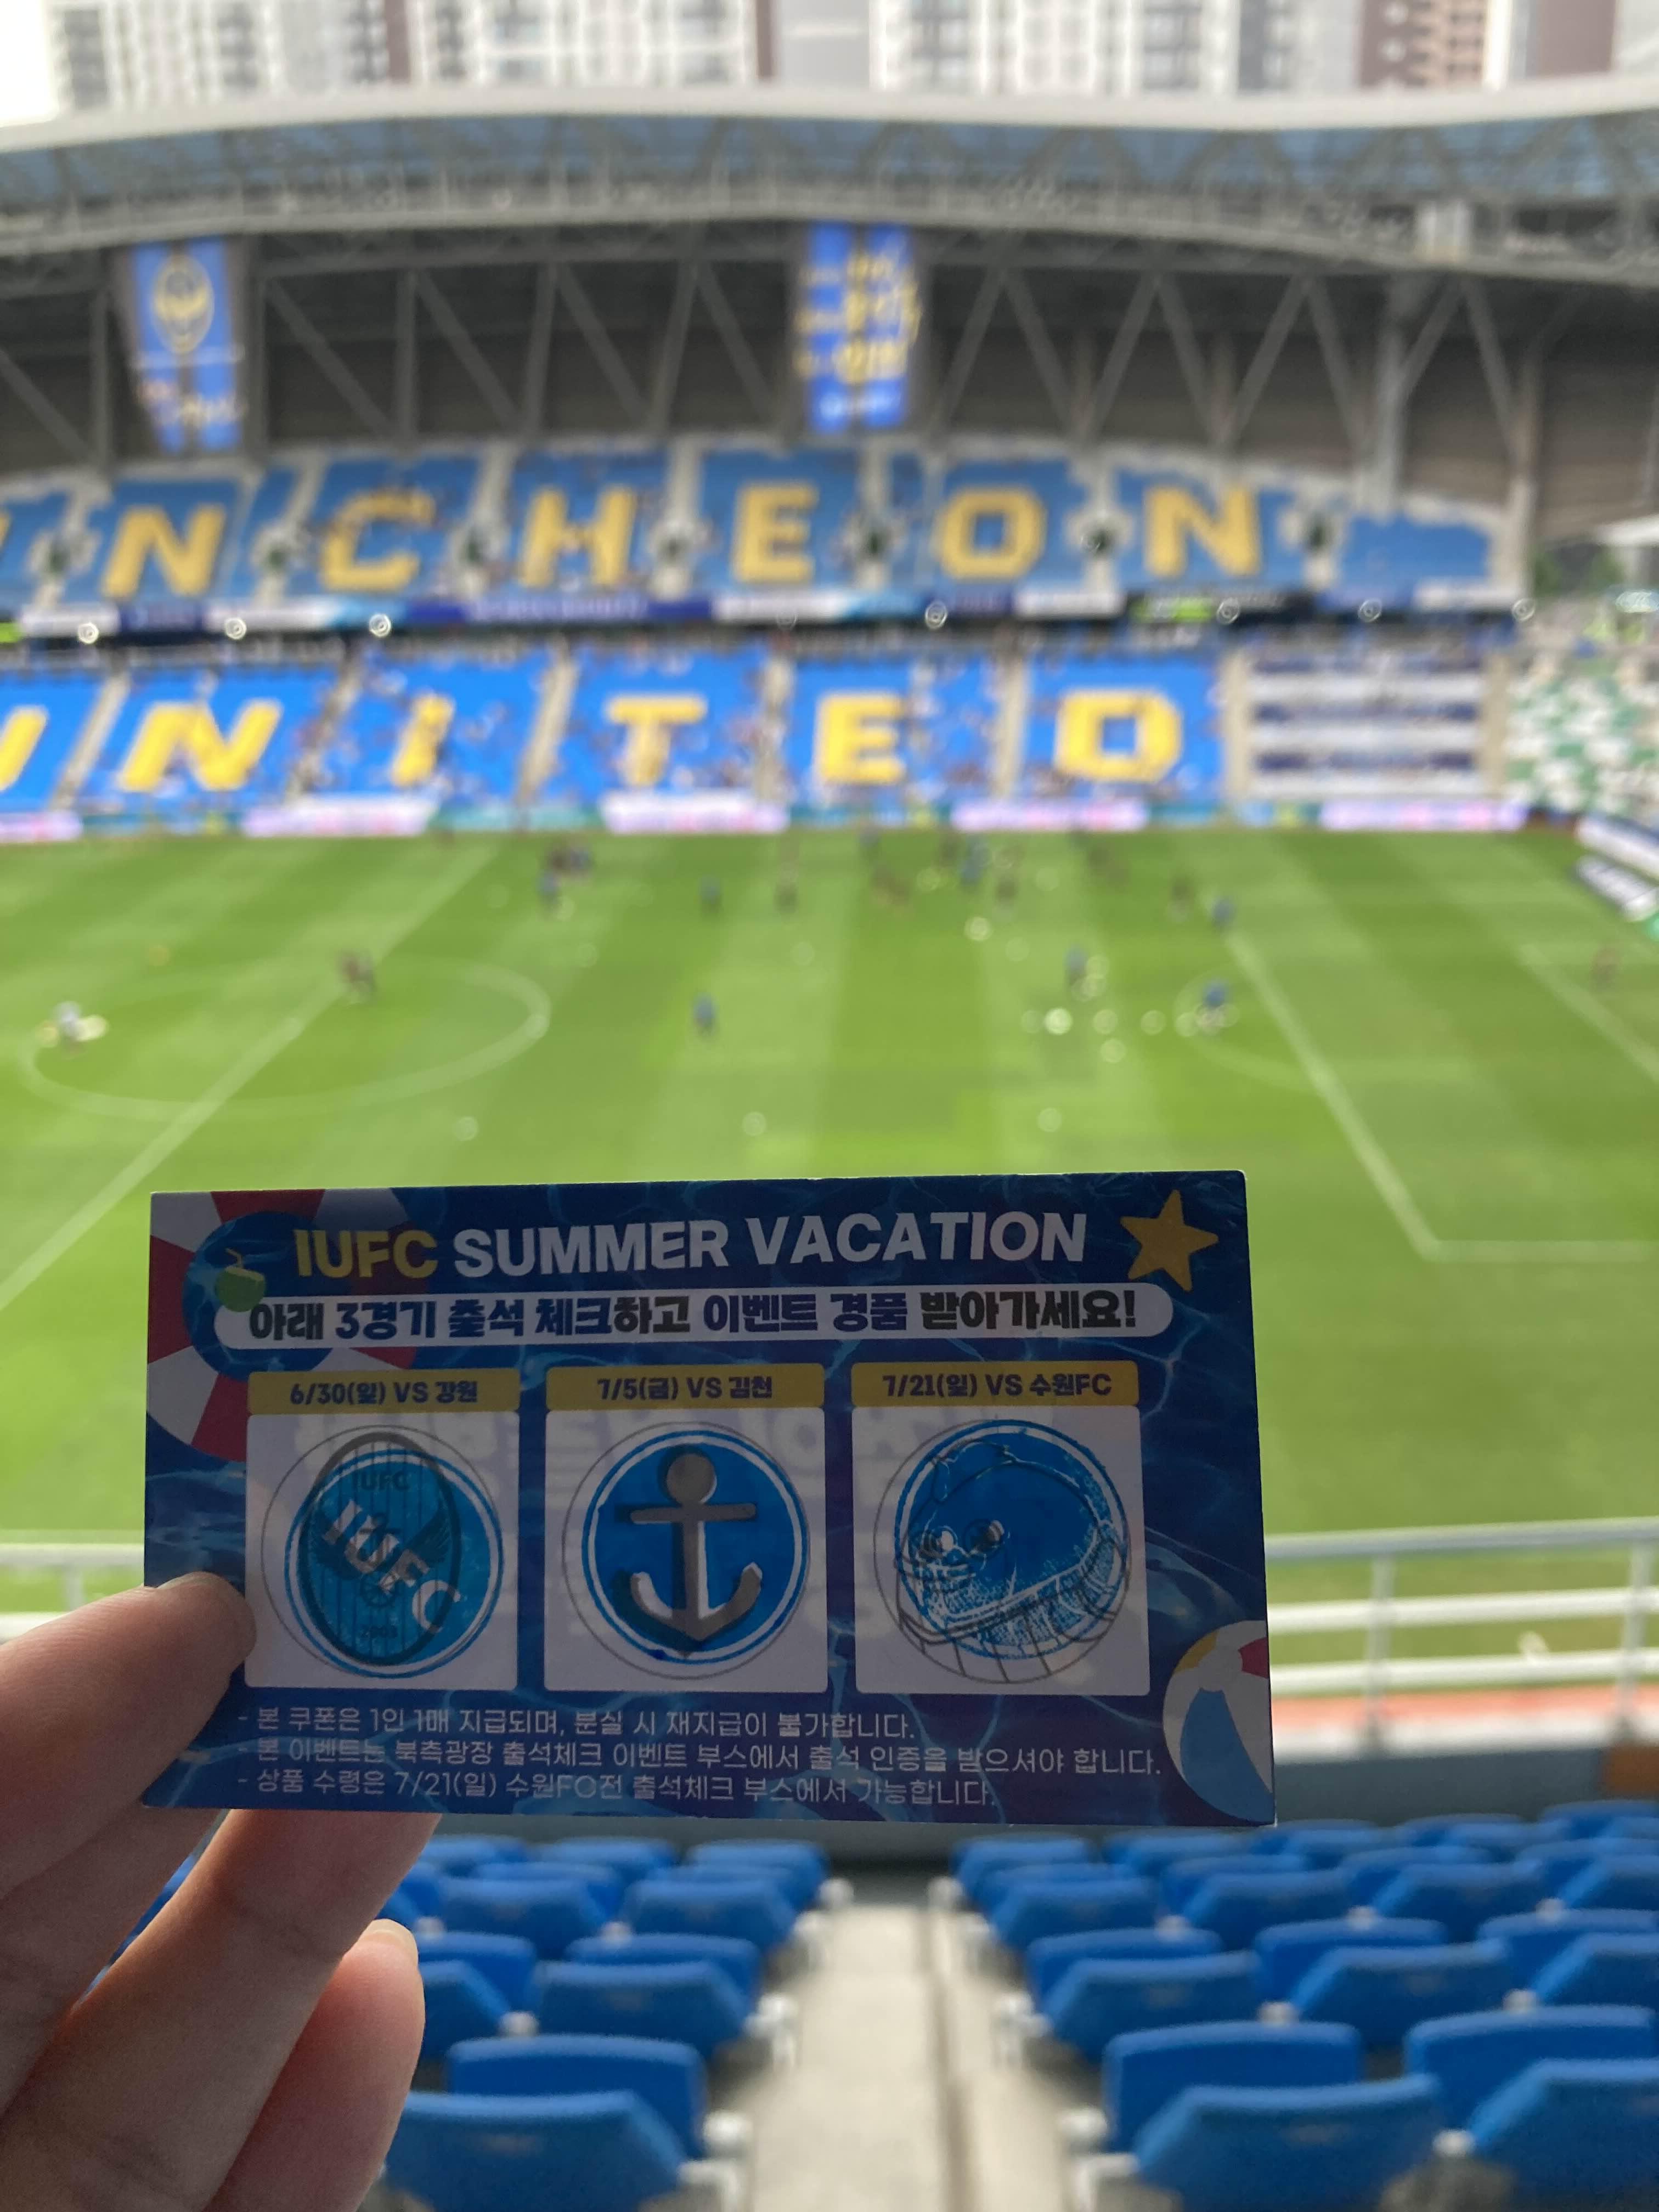 INCHEON
UNITED
IUFC SUMMER VACATION
아래 3경기 출석 체크하고 이벤트 경품 받아가세요!
6/30(일) VS 강원
7/5(금) VS 김천
7/21(일) VS 수원FC
IUFC
IUFC
2003
- 본 쿠폰은 1인 1매 지급되며, 분실 시 재지급이 불가합니다.
- 본 이벤트는 북측광장 출석체크 이벤트 부스에서 출석 인증을 받으셔야 합니다.
- 상품 수령은 7/21(일) 수원FC전 출석체크 부스에서 가능합니다.